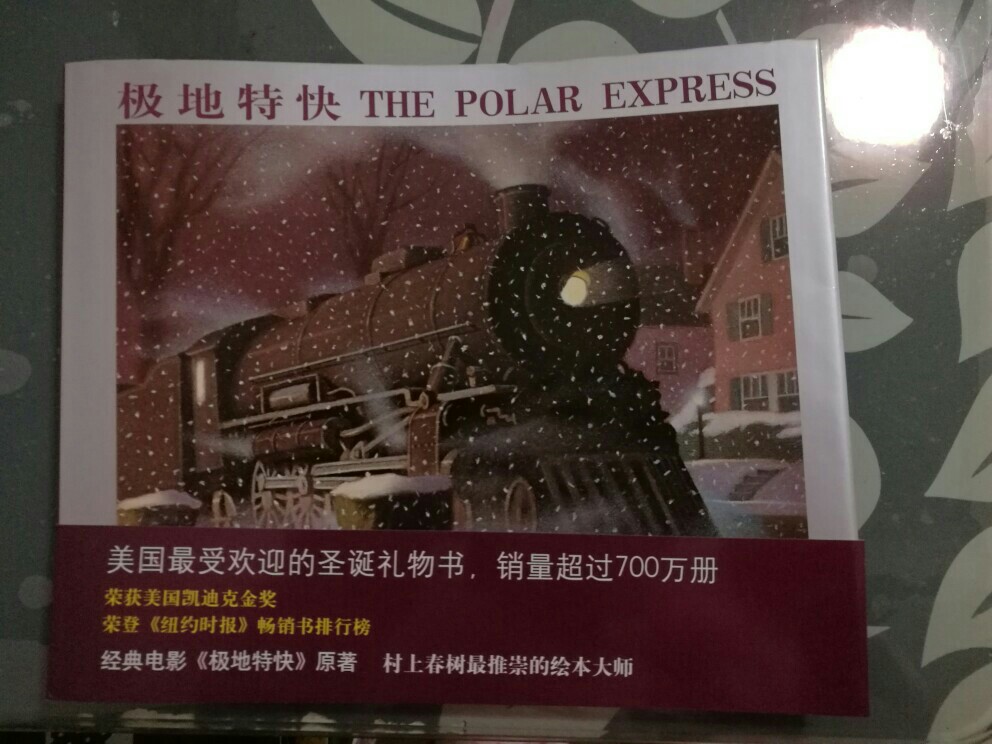 极地特快 THE POLAR EXPRESS
美国最受欢迎的圣诞礼物书，销量超过700万册
荣获美国凯迪克金奖
荣登《纽约时报》畅销书排行榜
经典电影《极地特快》原著 村上春树最推崇的绘本大师